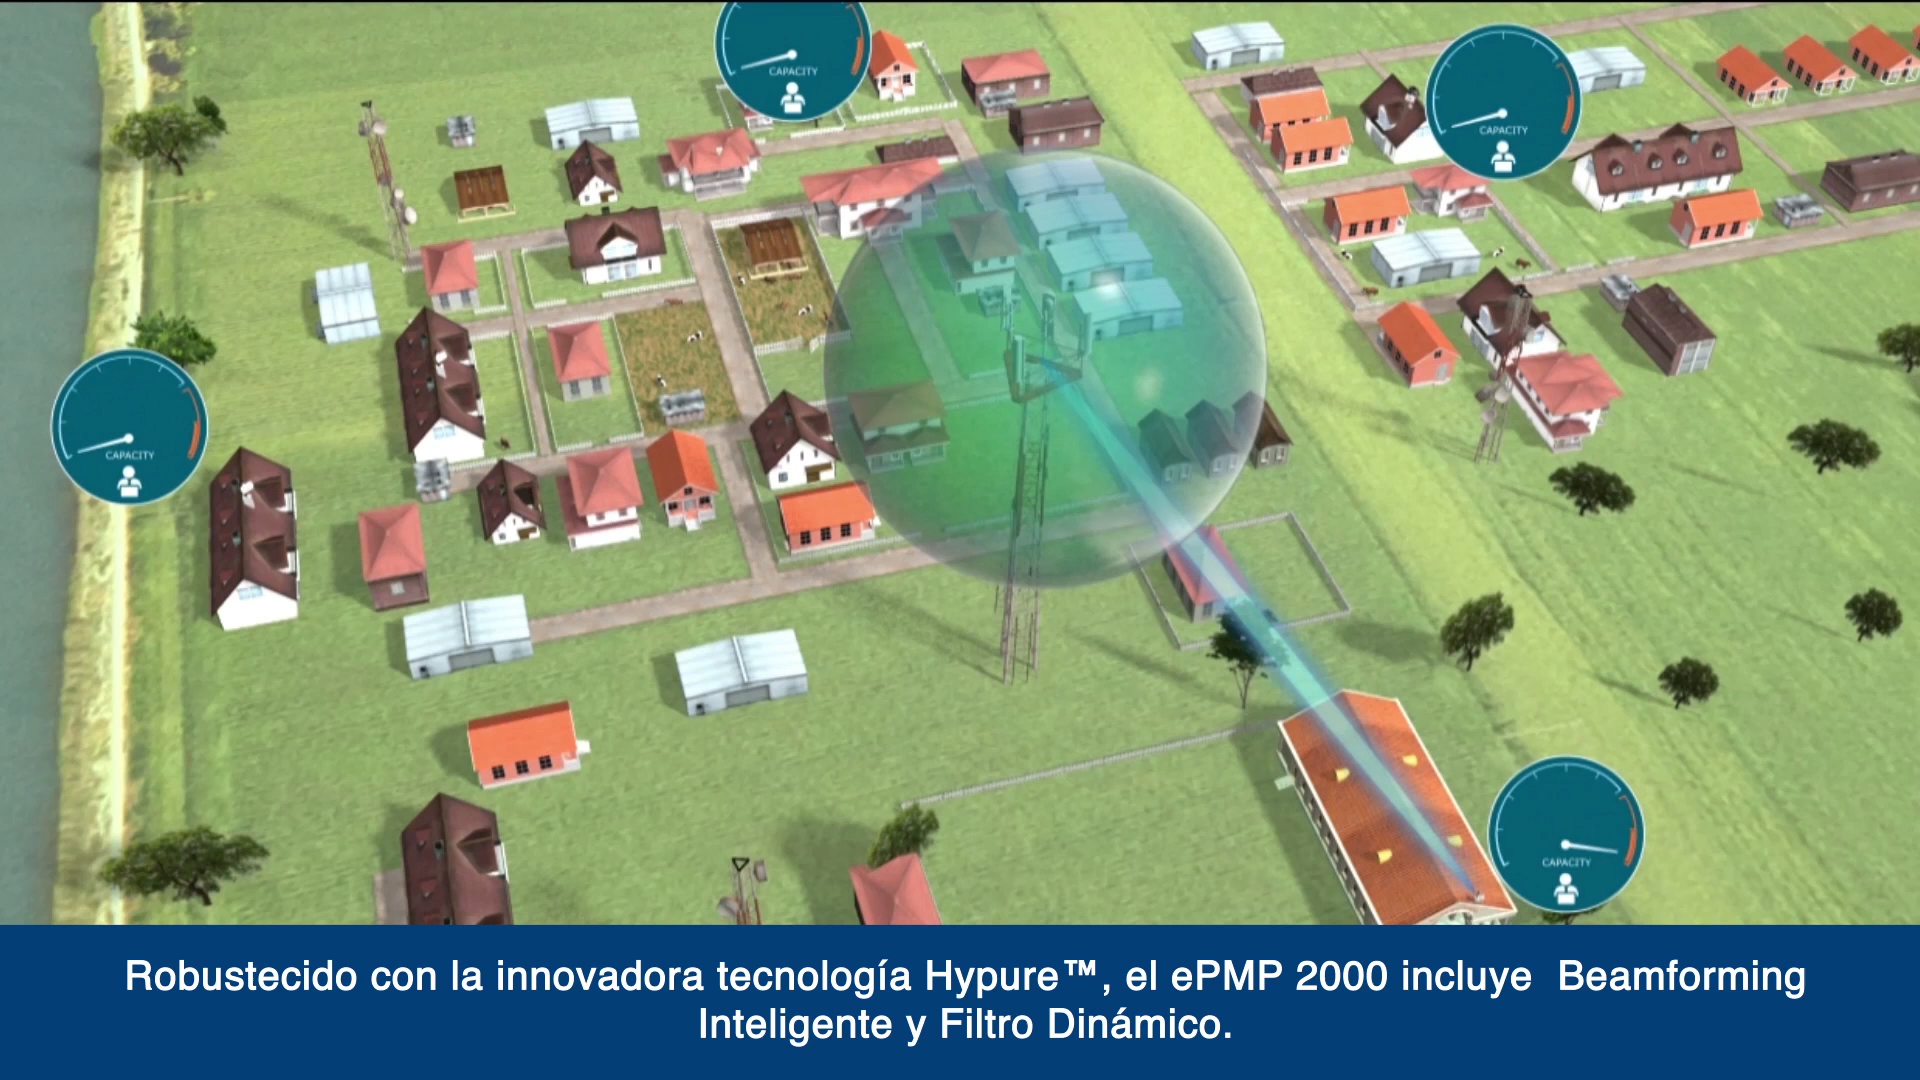 CAPACITY
CAPACITY
CAPACITY
CAPACITY
Robustecido con la innovadora tecnología Hypure™, el ePMP 2000 incluye  Beamforming
Inteligente y Filtro Dinámico.